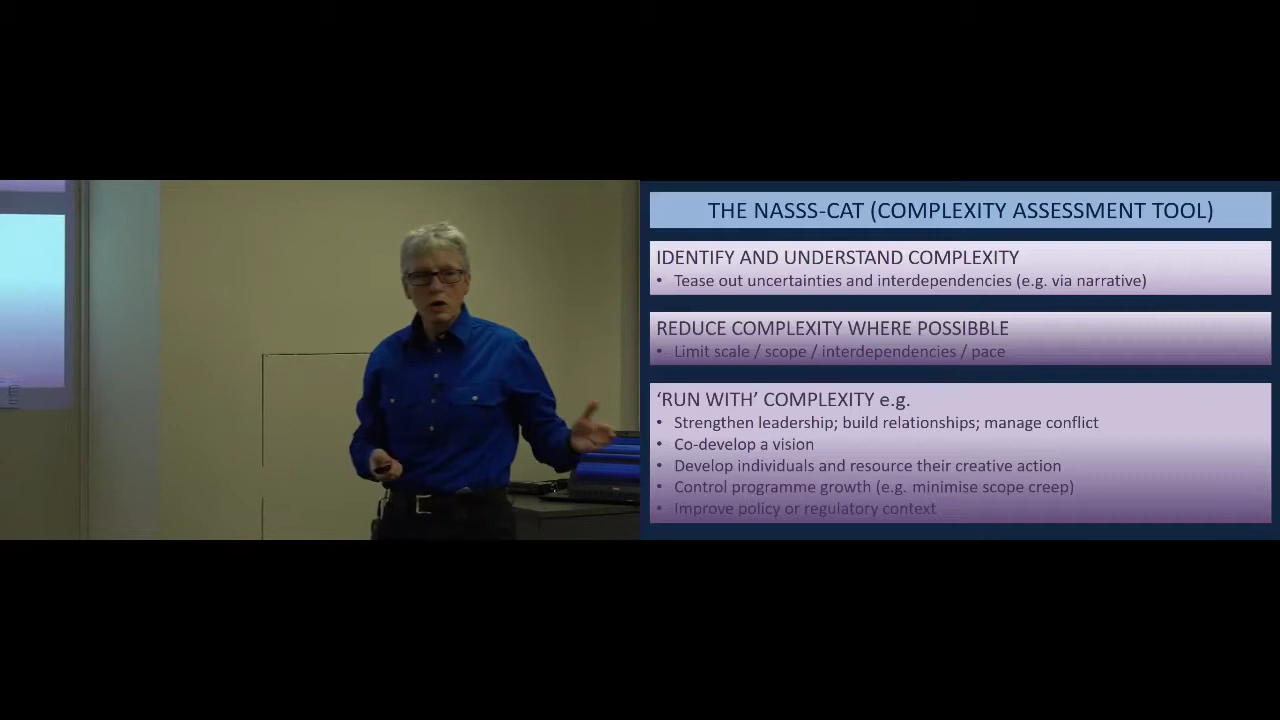 THE NASSS-CAT (COMPLEXITY ASSESSMENT TOOL)
IDENTIFY AND UNDERSTAND COMPLEXITY
• Tease out uncertainties and interdependencies (e.g. via narrative)
REDUCE COMPLEXITY WHERE POSSIBBLE
• Limit scale / scope / interdependencies / pace
‘RUN WITH’ COMPLEXITY e.g.
• Strengthen leadership; build relationships; manage conflict
• Co-develop a vision
• Develop individuals and resource their creative action
• Control programme growth (e.g. minimise scope creep)
• Improve policy or regulatory context